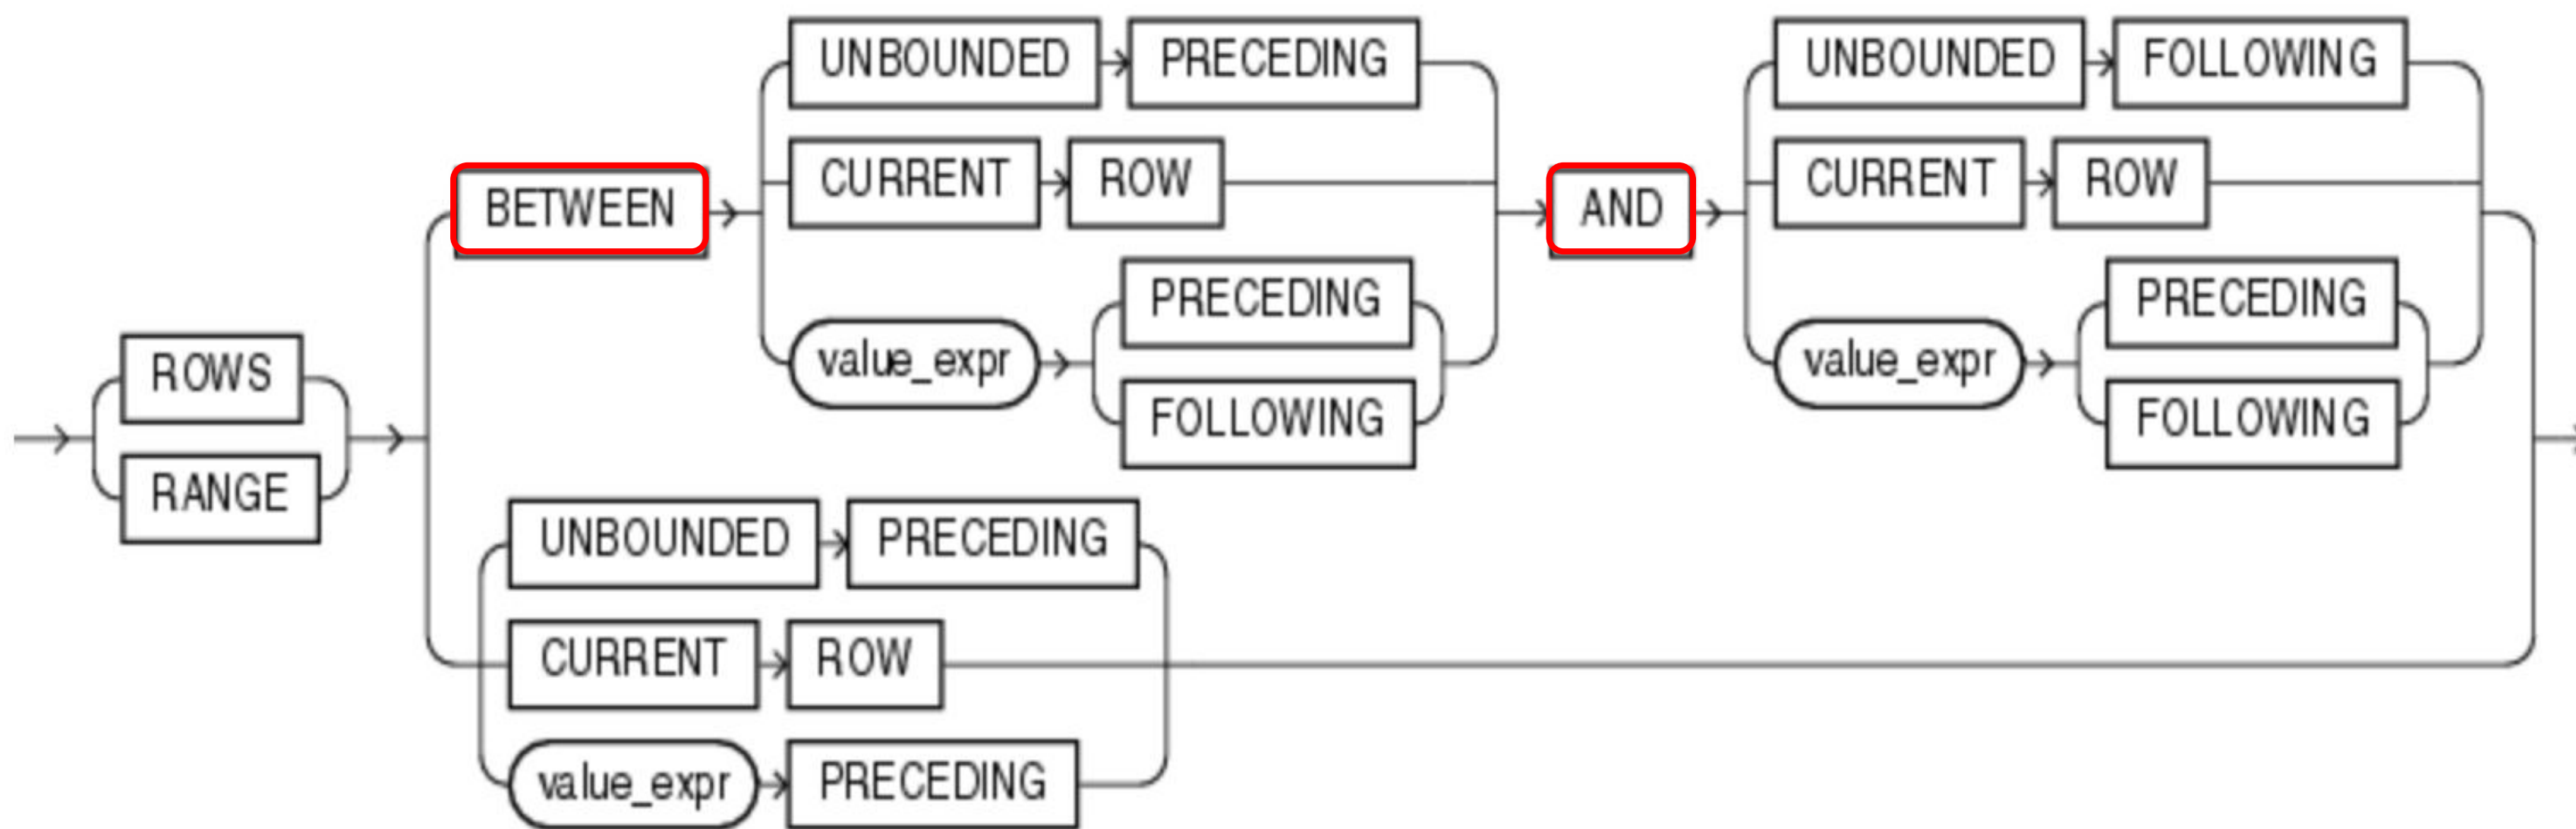 UNBOUNDED PRECEDING UNBOUNDED FOLLOWING
CURRENT ROW CURRENT ROW
BETWEEN AND
PRECEDING PRECEDING
value_expr value_expr
ROWS FOLLOWING FOLLOWING
RANGE
UNBOUNDED PRECEDING
CURRENT ROW
value_expr PRECEDING